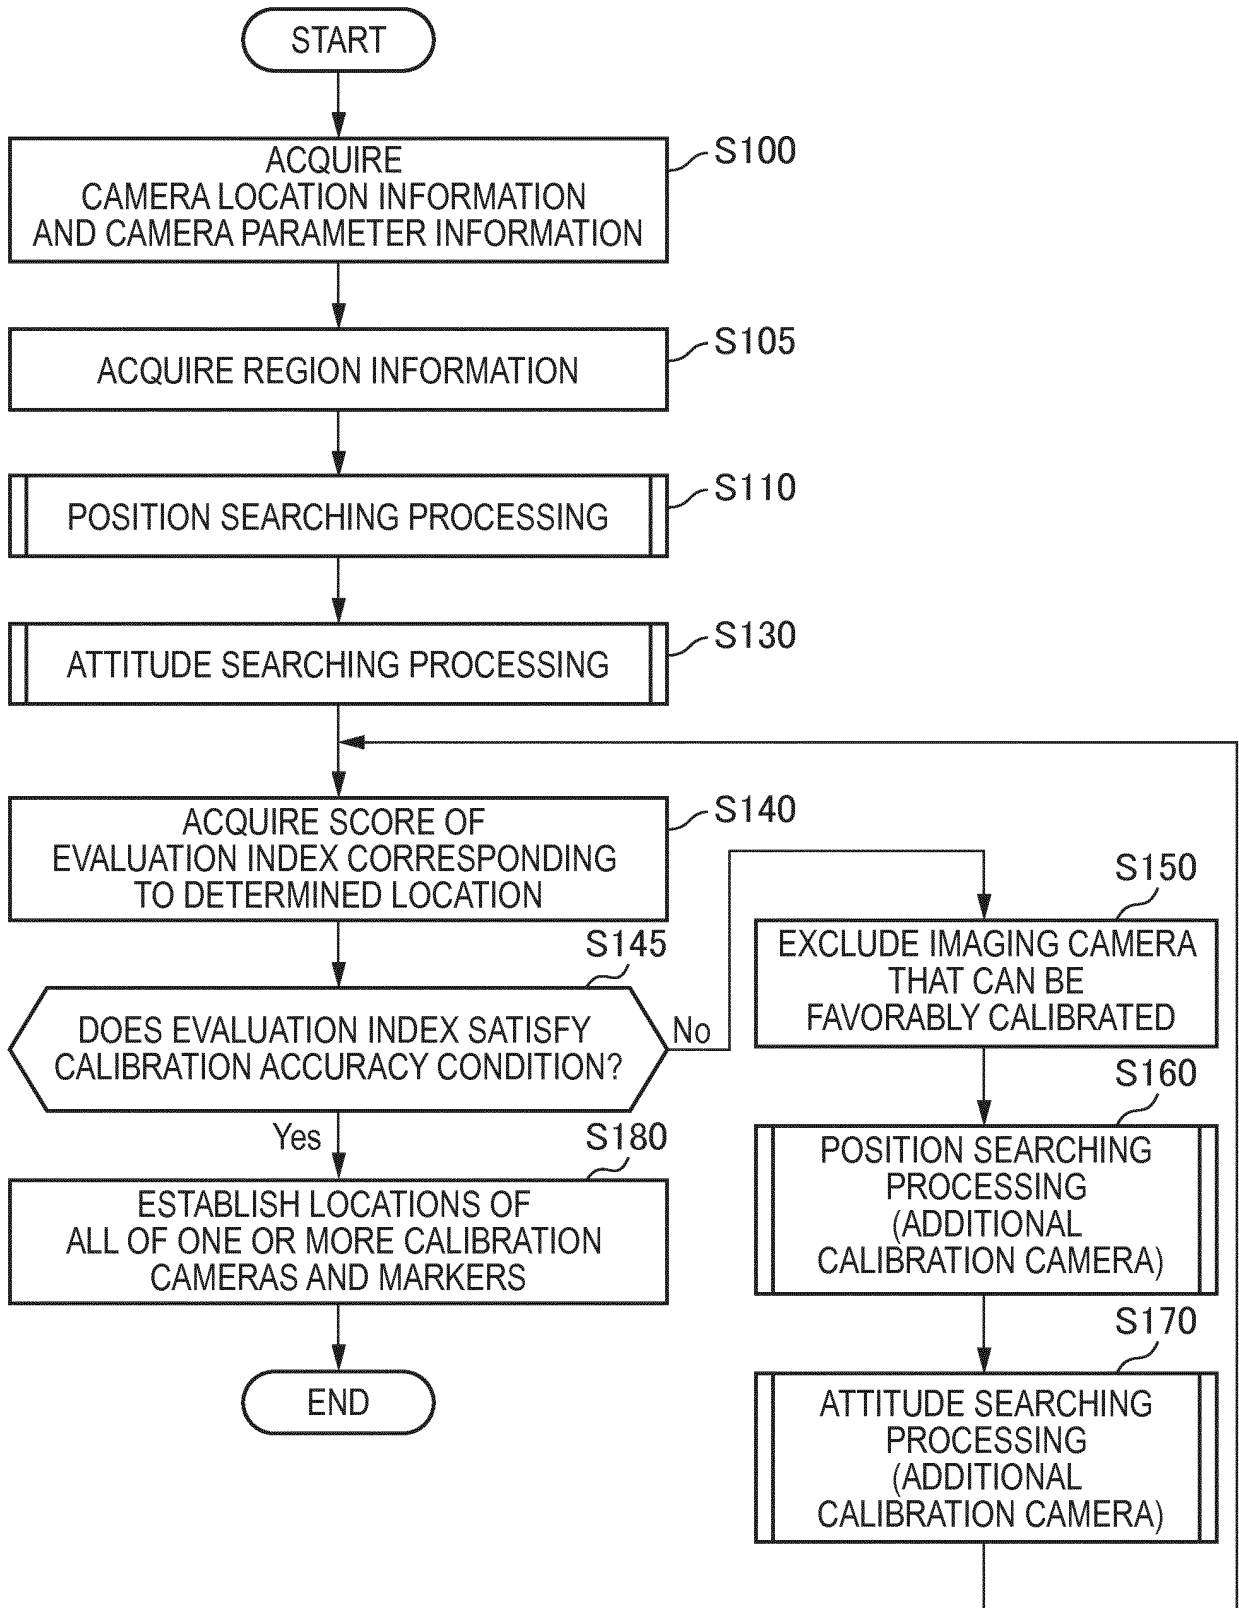 START
S100
ACQUIRE
CAMERA LOCATION INFORMATION
AND CAMERA PARAMETER INFORMATION
S105
ACQUIRE REGION INFORMATION
S110
POSITION SEARCHING PROCESSING
S130
ATTITUDE SEARCHING PROCESSING
S140
ACQUIRE SCORE OF
EVALUATION INDEX CORRESPONDING
TO DETERMINED LOCATION
S145
DOES EVALUATION INDEX SATISFY
CALIBRATION ACCURACY CONDITION?
No
Yes
S180
ESTABLISH LOCATIONS OF
ALL OF ONE OR MORE CALIBRATION
CAMERAS AND MARKERS
END
S150
EXCLUDE IMAGING CAMERA
THAT CAN BE
FAVORABLY CALIBRATED
S160
POSITION SEARCHING
PROCESSING
(ADDITIONAL
CALIBRATION CAMERA)
S170
ATTITUDE SEARCHING
PROCESSING
(ADDITIONAL
CALIBRATION CAMERA)